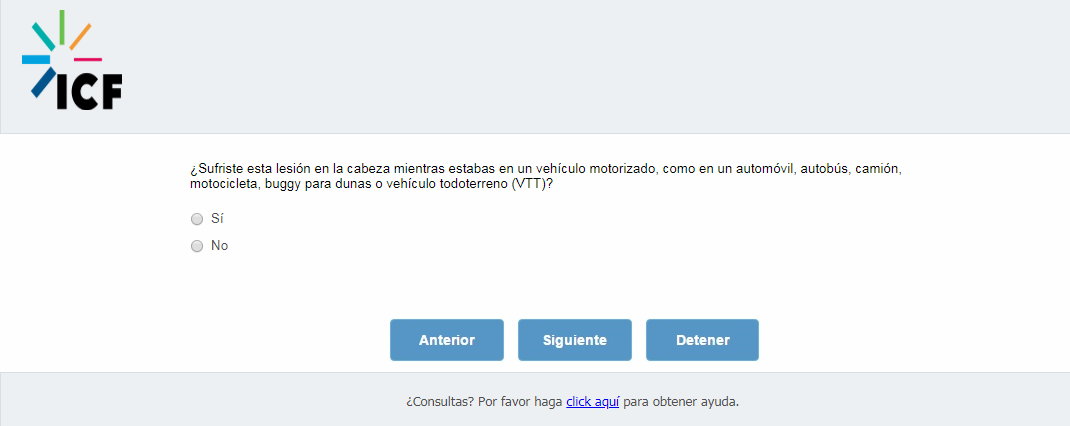 ICF
¿Sufriste esta lesión en la cabeza mientras estabas en un vehículo motorizado, como en un automóvil, autobús, camión,
motocicleta, buggy para dunas o vehículo todoterreno (VTT)?
Sí
No
Anterior
Siguiente
Detener
¿Consultas? Por favor haga click aquí para obtener ayuda.